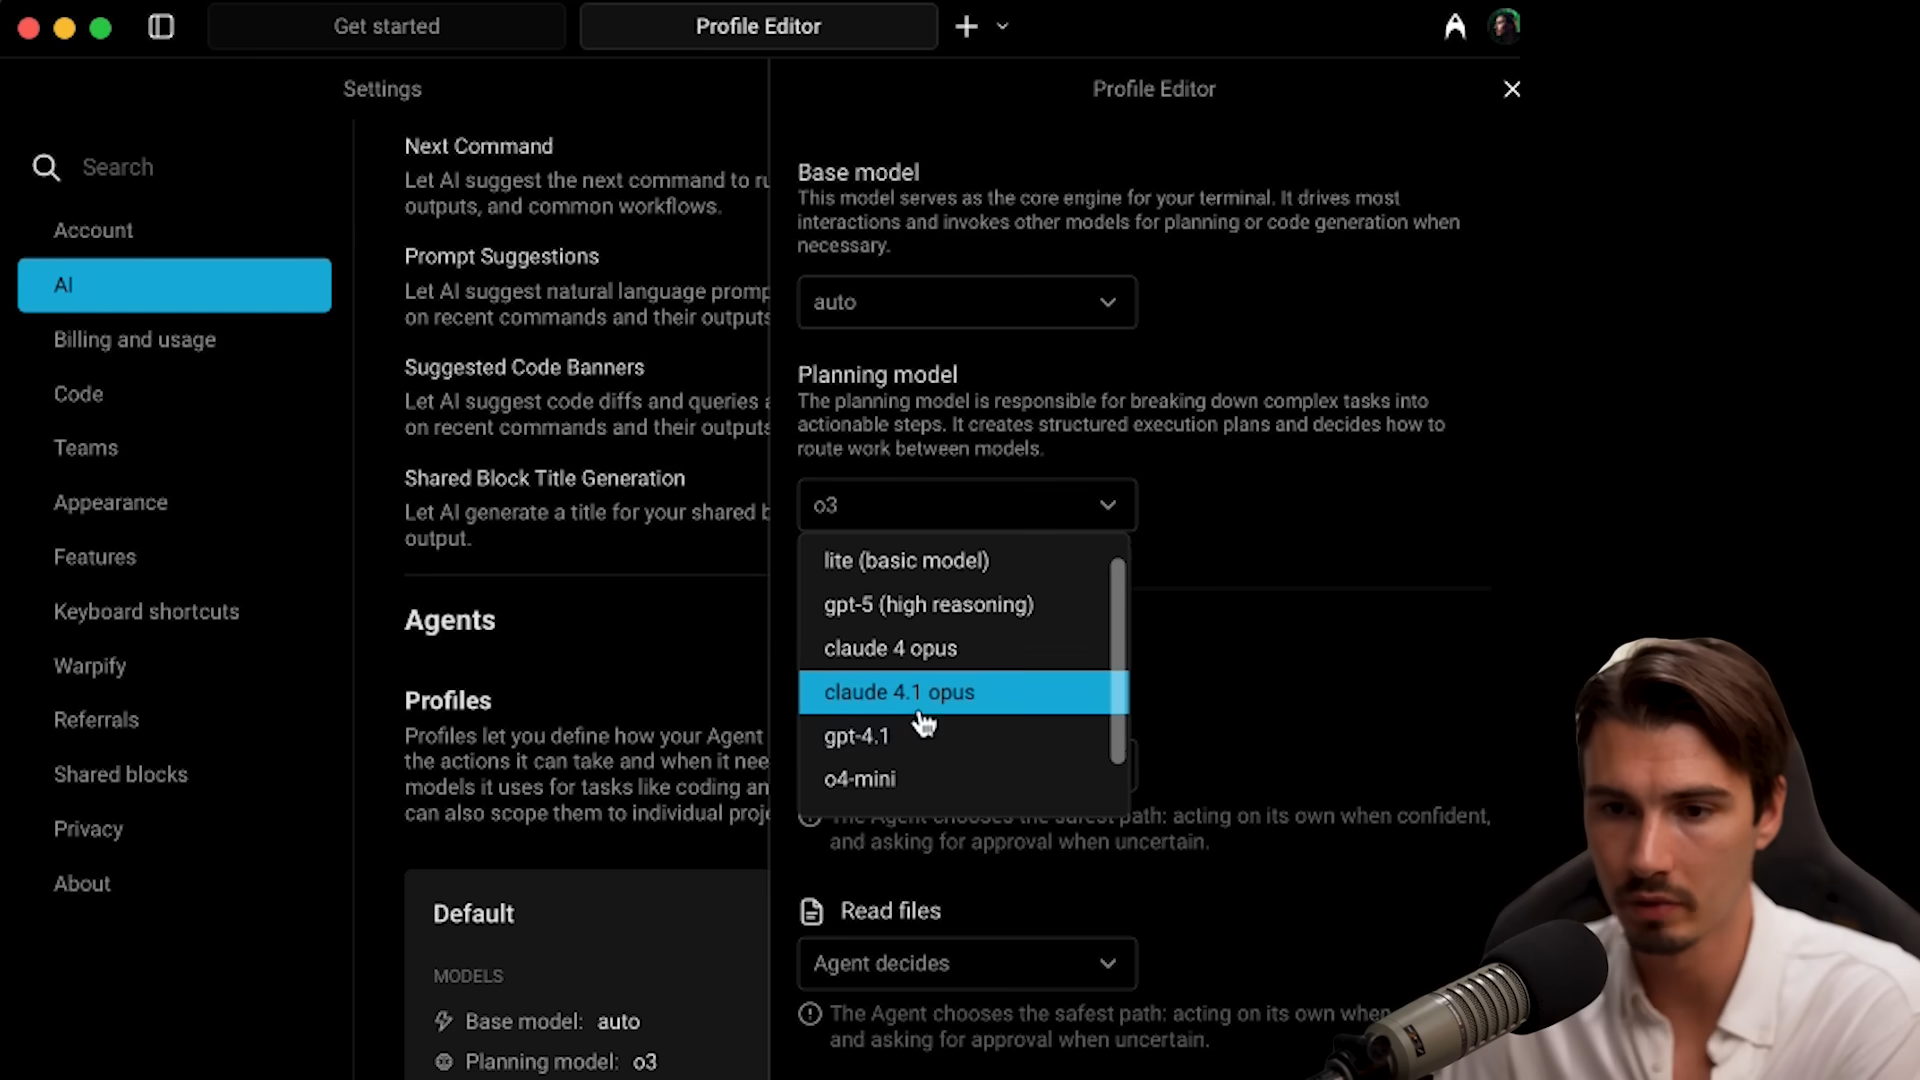 Get started
Profile Editor
Settings
Profile Editor
Search
Account
AI
Billing and usage
Code
Teams
Appearance
Features
Keyboard shortcuts
Warpify
Referrals
Shared blocks
Privacy
About
Next Command
Let AI suggest the next command to ru
outputs, and common workflows.
Prompt Suggestions
Let AI suggest natural language promp
on recent commands and their outputs
Suggested Code Banners
Let AI suggest code diffs and queries a
on recent commands and their outputs
Shared Block Title Generation
Let AI generate a title for your shared b
output.
Agents
Profiles
Profiles let you define how your Agent
the actions it can take and when it nee
models it uses for tasks like coding an
can also scope them to individual proje
Default
MODELS
Base model: auto
Planning model: o3
Base model
This model serves as the core engine for your terminal. It drives most
interactions and invokes other models for planning or code generation when
necessary.
auto
Planning model
The planning model is responsible for breaking down complex tasks into
actionable steps. It creates structured execution plans and decides how to
route work between models.
o3
lite (basic model)
gpt-5 (high reasoning)
claude 4 opus
claude 4.1 opus
gpt-4.1
o4-mini
The Agent chooses the safest path: acting on its own when confident,
and asking for approval when uncertain.
Read files
Agent decides
The Agent chooses the safest path: acting on its own when
and asking for approval when uncertain.